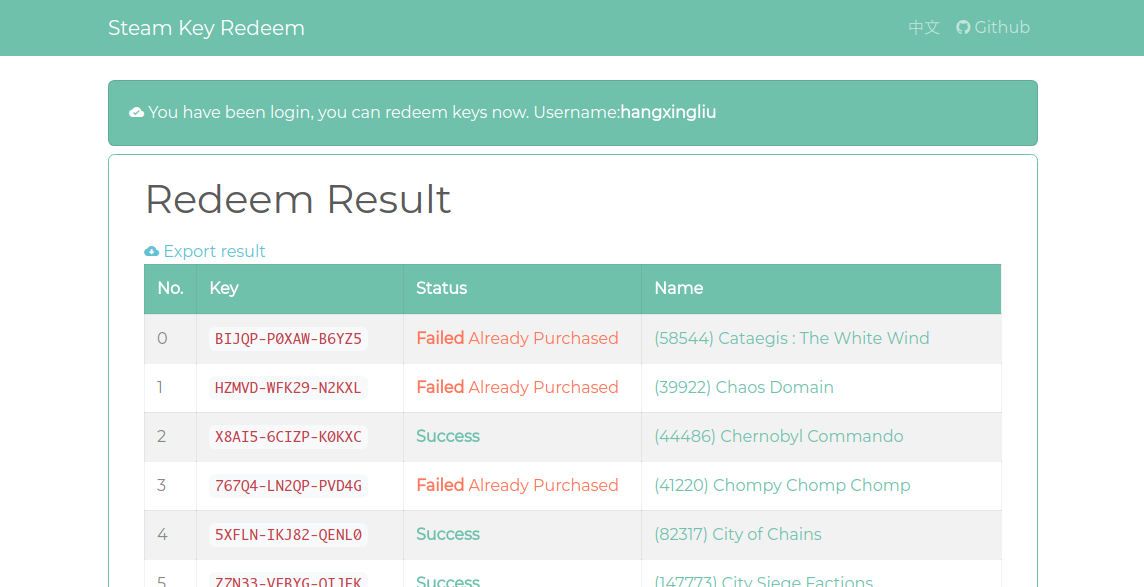 Steam Key Redeem 中文 Github
You have been login, you can redeem keys now. Username:hangxingliu
Redeem Result
Export result
No. Key Status Name
0 BIJQP-P0XAW-B6YZ5 Failed Already Purchased (58544) Cataegis : The White Wind
1 HZMVD-WFK29-N2KXL Failed Already Purchased (39922) Chaos Domain
2 X8AI5-6CIZP-K0KXC Success (44486) Chernobyl Commando
3 767Q4-LN2QP-PVD4G Failed Already Purchased (41220) Chompy Chomp Chomp
4 5XFLN-IKJ82-QENL0 Success (82317) City of Chains
5 Success (147773) City Siege Factions